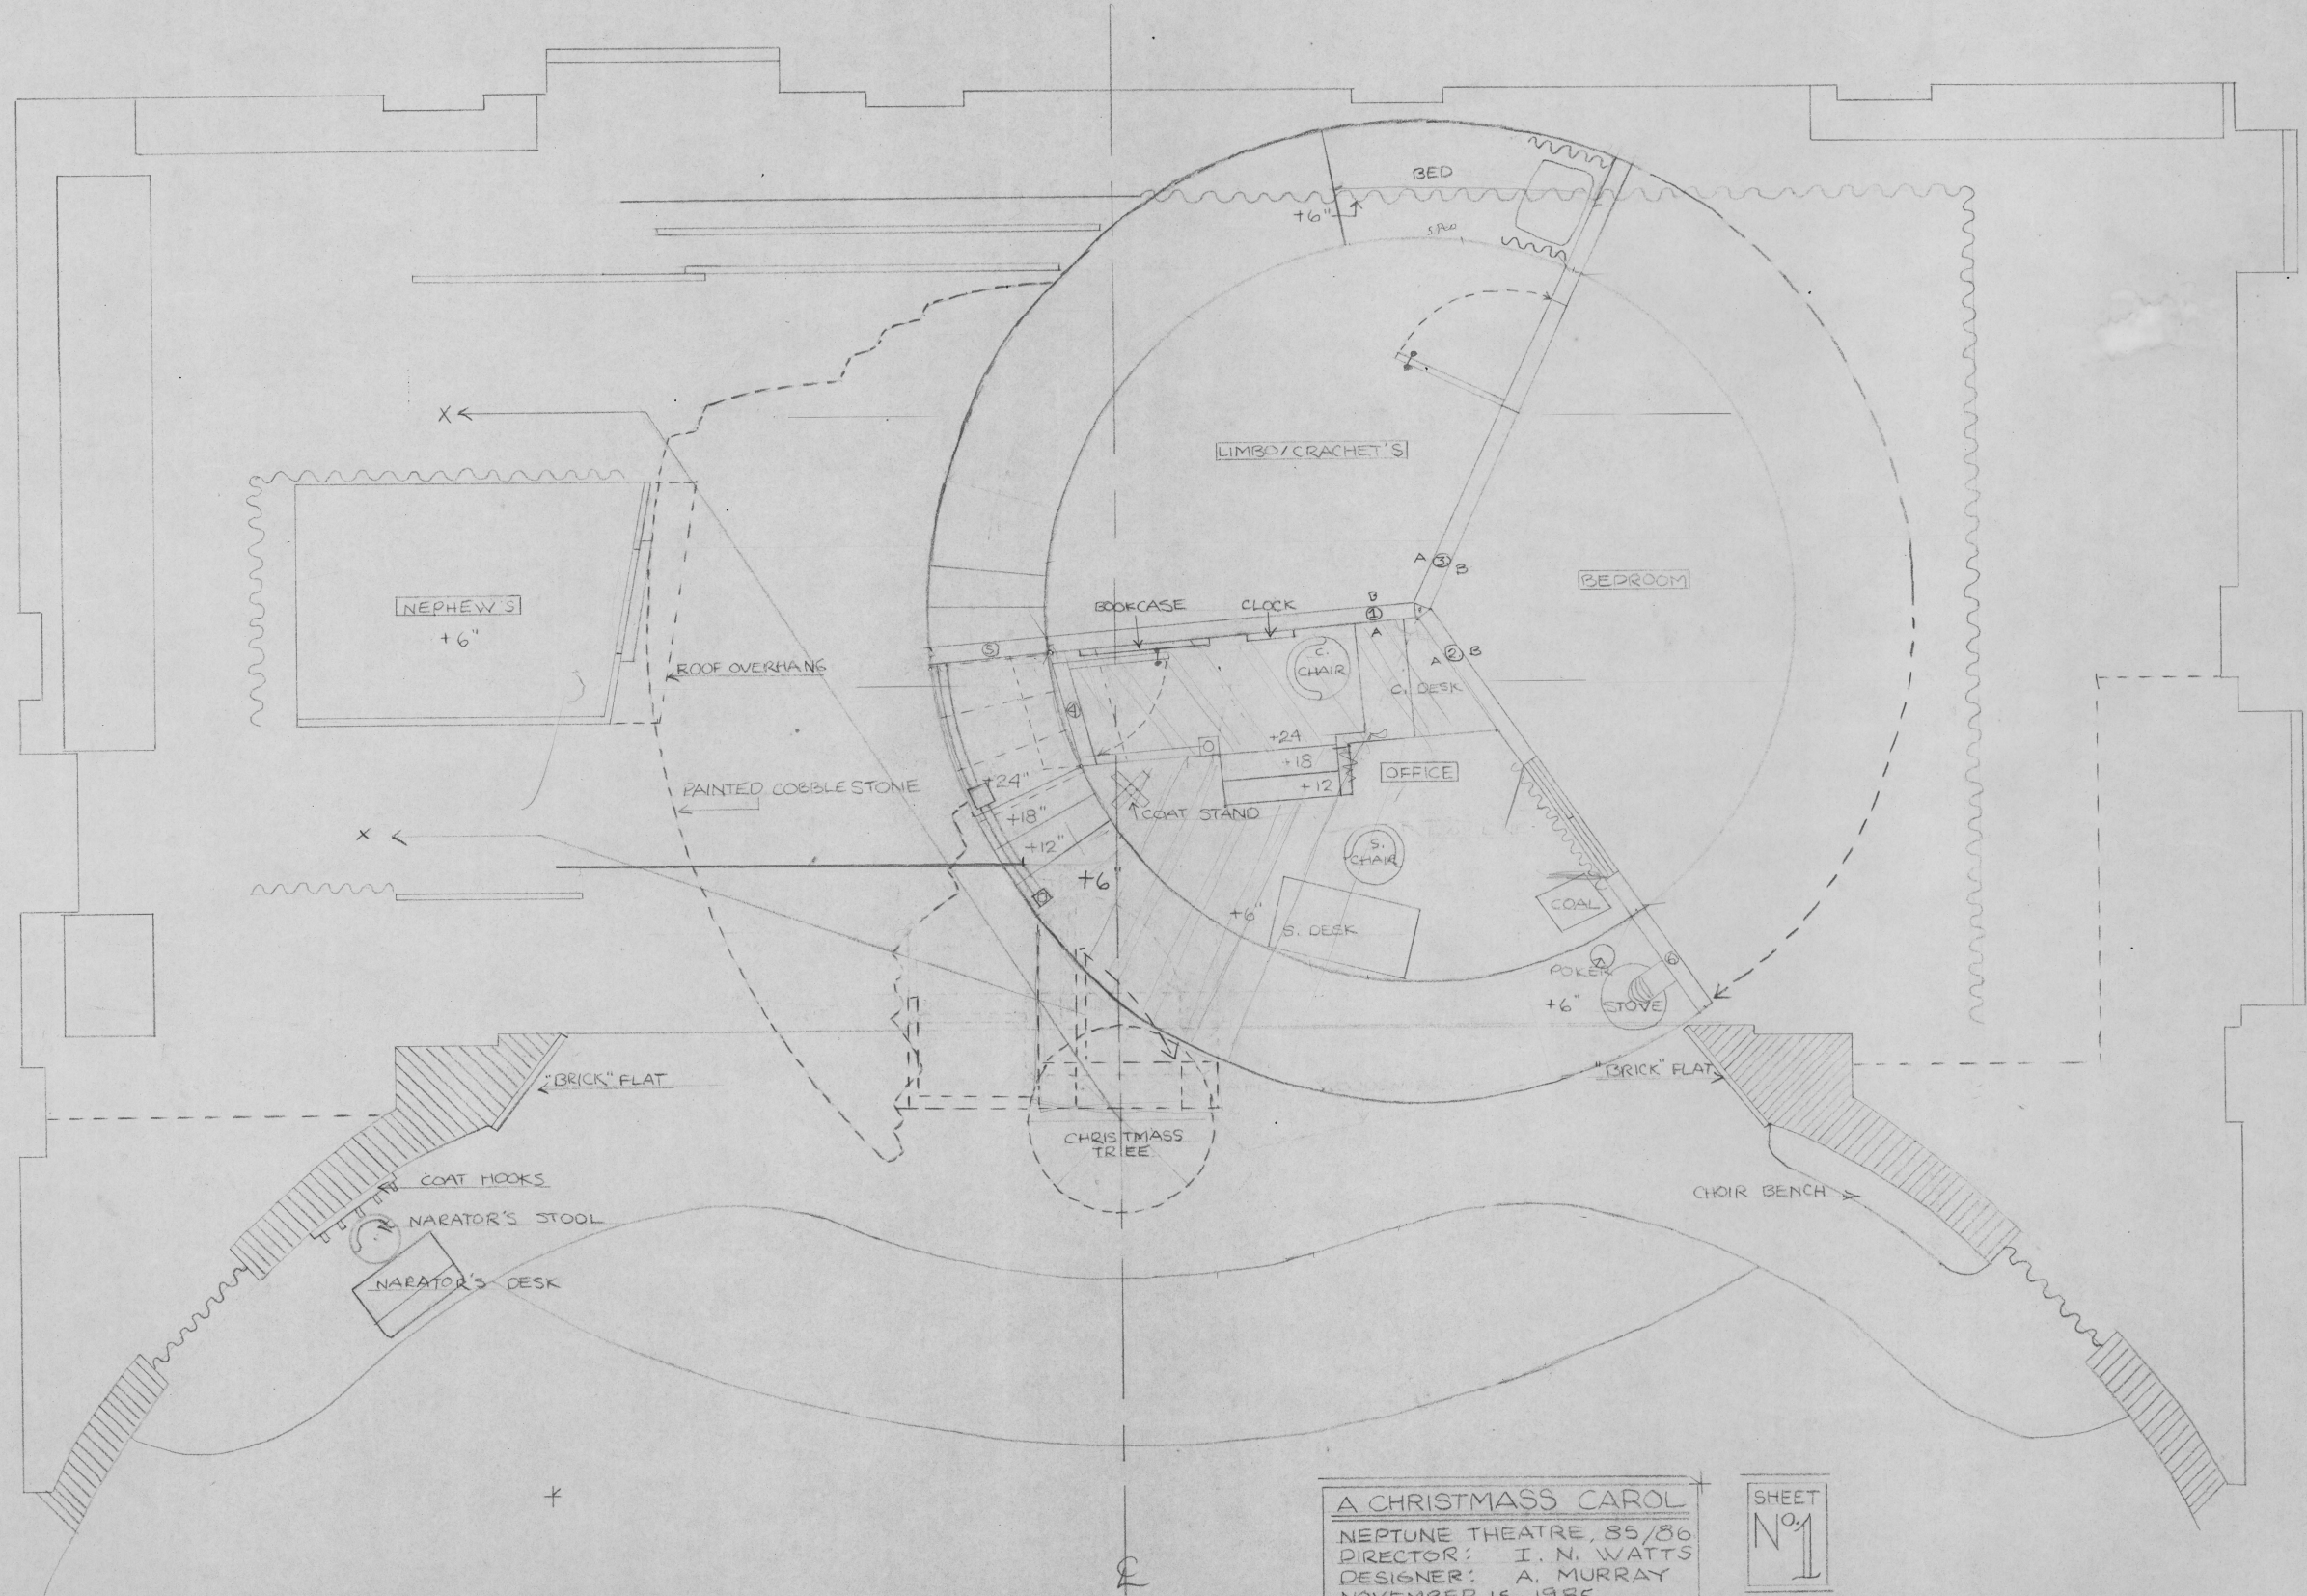 BED
+6"
X
LIMBO/CRACHET'S
A 3 B
BEDROOM
NEPHEW'S
+6"
BOOKCASE
CLOCK
B
1
A
A 2 B
5
ROOF OVERHANG
C.
CHAIR
C. DESK
4
+24
+18
+12
OFFICE
PAINTED COBBLESTONE
+24"
+18"
+12"
COAT STAND
X
S.
CHAIR
+6"
+6"
S. DESK
COAL
6
POKER
+6"
STOVE
"BRICK" FLAT
"BRICK" FLAT
CHRISTMASS
TREE
COAT HOOKS
NARATOR'S STOOL
NARATOR'S DESK
CHOIR BENCH
A CHRISTMASS CAROL
NEPTUNE THEATRE, 85/86
DIRECTOR: I. N. WATTS
DESIGNER: A. MURRAY
NOVEMBER 15, 1985
SHEET
Nº.1
℄